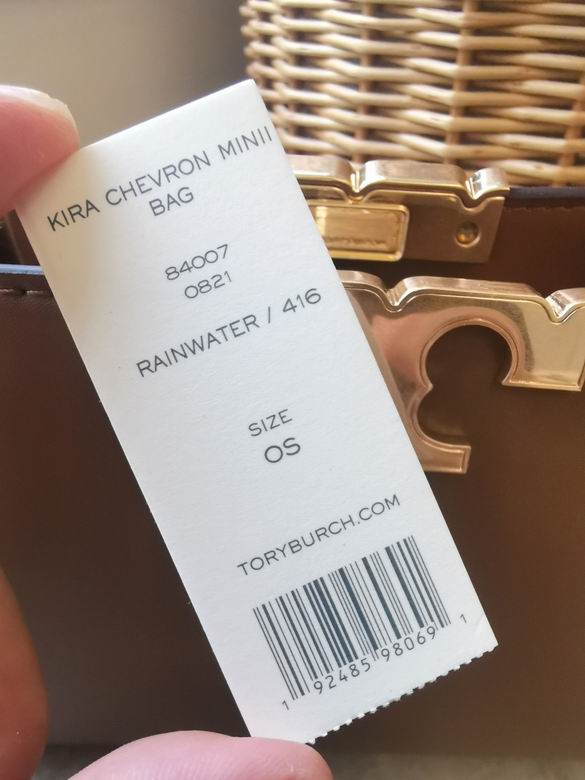 KIRA CHEVRON MINII
BAG
84007
0821
RAINWATER / 416
SIZE
OS
TORYBURCH.COM
1 92485 98069 1